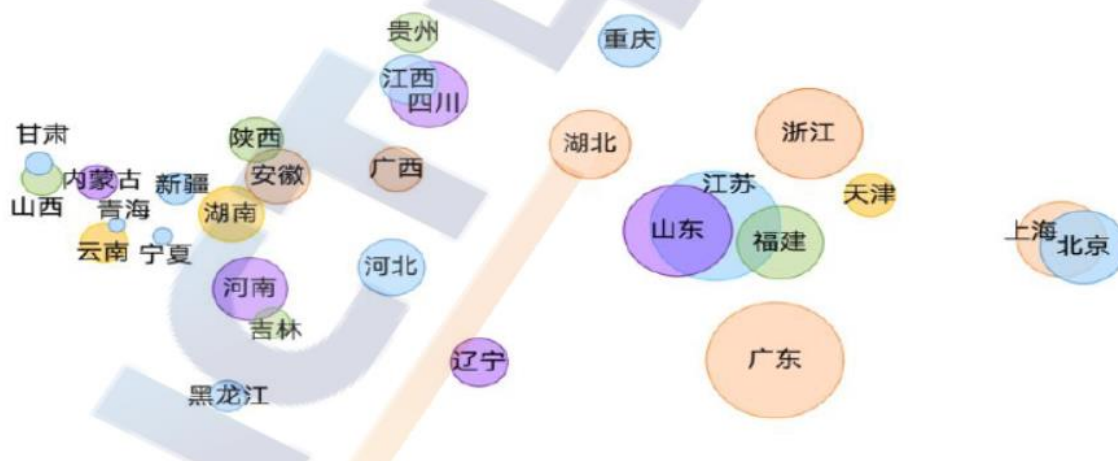 贵州
重庆
江西
四川
甘肃
陕西
湖北
浙江
内蒙古
新疆
安徽
广西
江苏
天津
山西
青海
湖南
山东
福建
上海
北京
云南
宁夏
河南
河北
吉林
辽宁
广东
黑龙江